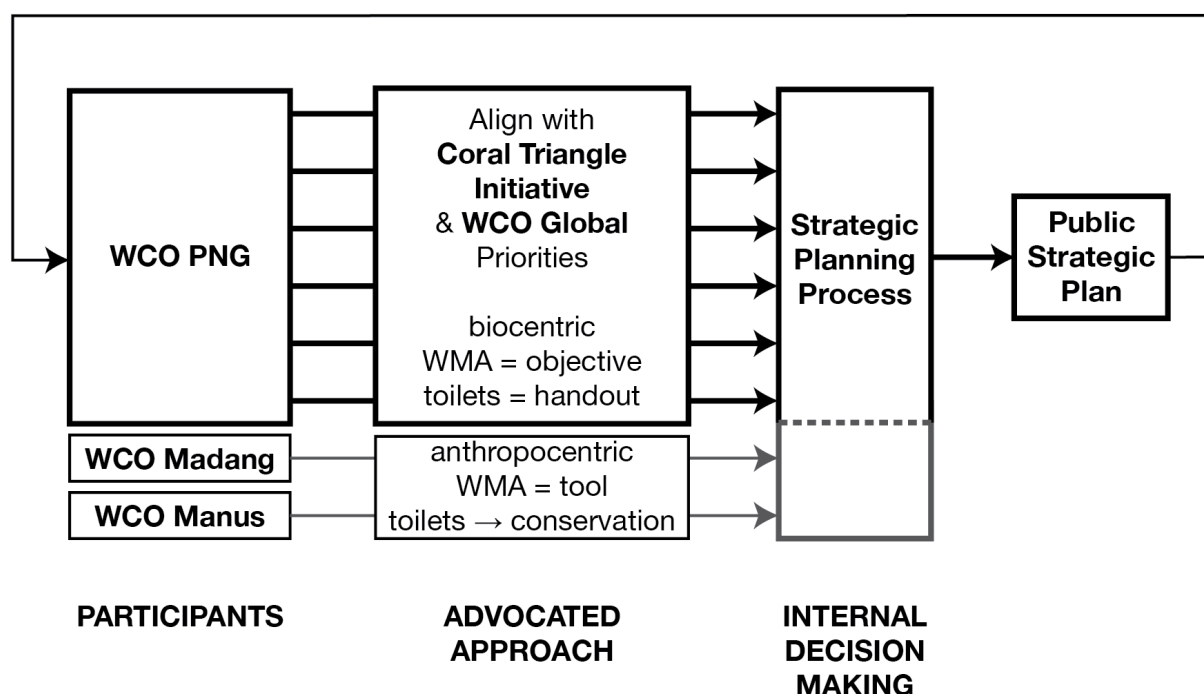 WCO PNG
Align with
Coral Triangle
Initiative
& WCO Global
Priorities
biocentric
WMA = objective
toilets = handout
Strategic
Planning
Process
Public
Strategic
Plan
WCO Madang
WCO Manus
anthropocentric
WMA = tool
toilets → conservation
PARTICIPANTS
ADVOCATED
APPROACH
INTERNAL
DECISION
MAKING